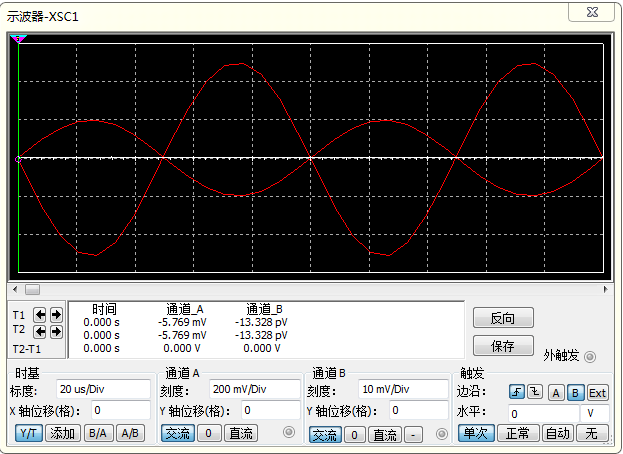 示波器-XSC1
时间 通道_A 通道_B
T1 0.000 s -5.769 mV -13.328 pV
T2 0.000 s -5.769 mV -13.328 pV
T2-T1 0.000 s 0.000 V 0.000 V
反向
保存
外触发
时基 通道 A 通道 B 触发
标度: 20 us/Div 刻度: 200 mV/Div 刻度: 10 mV/Div 边沿: A B Ext
X 轴位移(格): 0 Y 轴位移(格): 0 Y 轴位移(格): 0 水平: 0 V
Y/T 添加 B/A A/B 交流 0 直流 交流 0 直流 - 单次 正常 自动 无